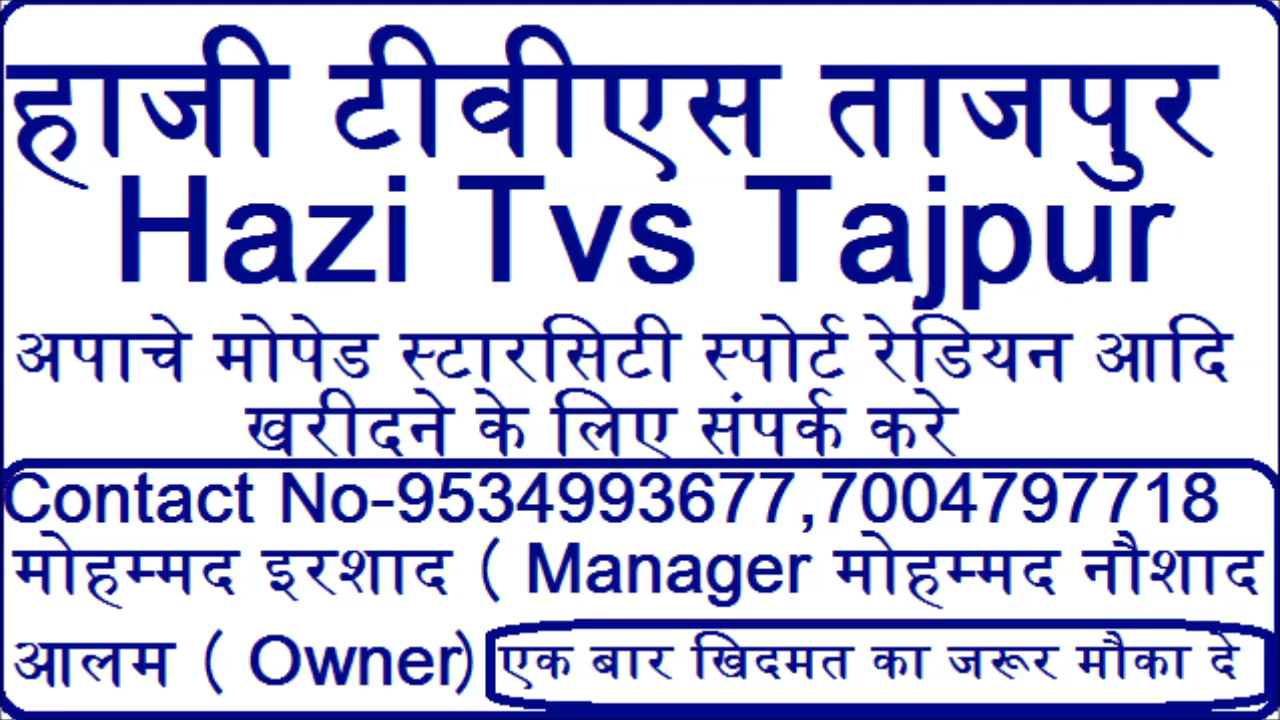 हाजी टीवीएस ताजपुर
Hazi Tvs Tajpur
अपाचे मोपेड स्टारसिटी स्पोर्ट रेडियन आदि
खरीदने के लिए संपर्क करे
Contact No-9534993677,7004797718
मोहम्मद इरशाद ( Manager मोहम्मद नौशाद
आलम ( Owner) एक बार खिदमत का जरूर मौका दे